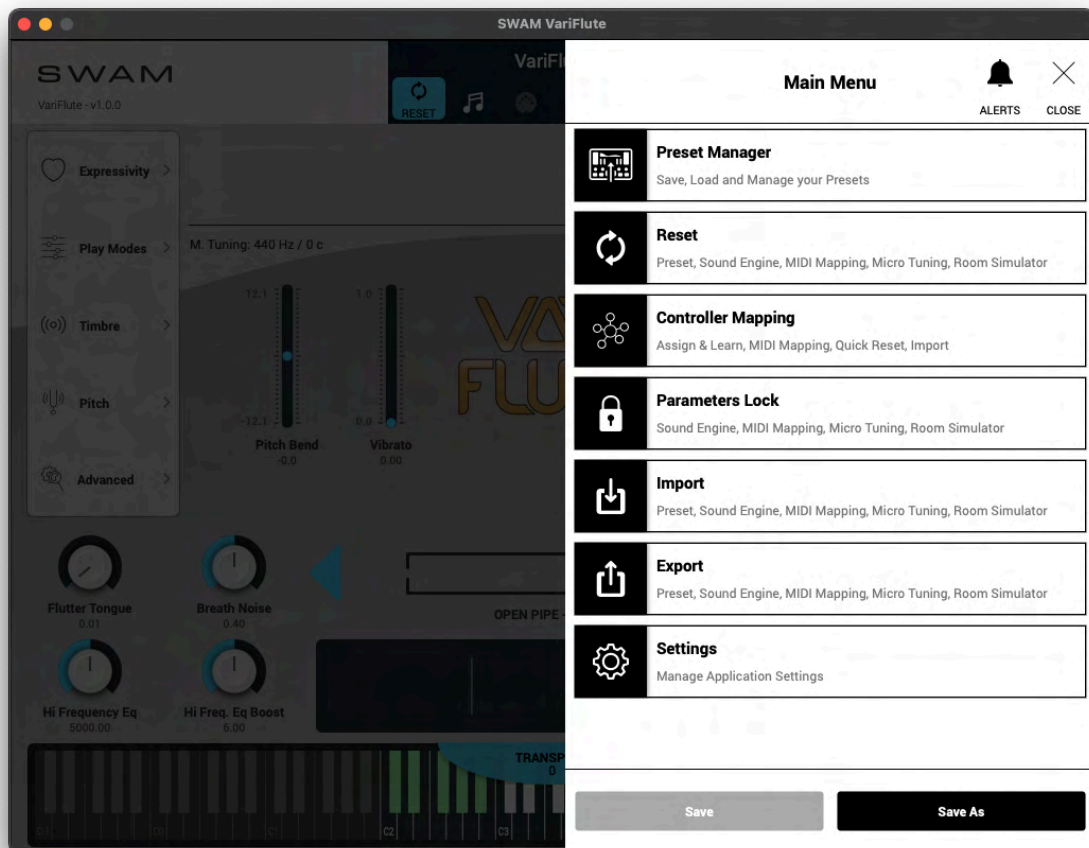 SWAM VariFlute
SWAM
VariFlute - v1.0.0
RESET
Expressivity
Play Modes
Timbre
Pitch
Advanced
M. Tuning: 440 Hz / 0 c
12.1
-12.1
Pitch Bend
-0.0
1.0
0.0
Vibrato
0.00
Flutter Tongue
0.01
Breath Noise
0.40
Hi Frequency Eq
5000.00
Hi Freq. Eq Boost
6.00
OPEN PIPE -
0
C0
C1
C2
C3
Main Menu
ALERTS
CLOSE
Preset Manager
Save, Load and Manage your Presets
Reset
Preset, Sound Engine, MIDI Mapping, Micro Tuning, Room Simulator
Controller Mapping
Assign & Learn, MIDI Mapping, Quick Reset, Import
Parameters Lock
Sound Engine, MIDI Mapping, Micro Tuning, Room Simulator
Import
Preset, Sound Engine, MIDI Mapping, Micro Tuning, Room Simulator
Export
Preset, Sound Engine, MIDI Mapping, Micro Tuning, Room Simulator
Settings
Manage Application Settings
Save
Save As